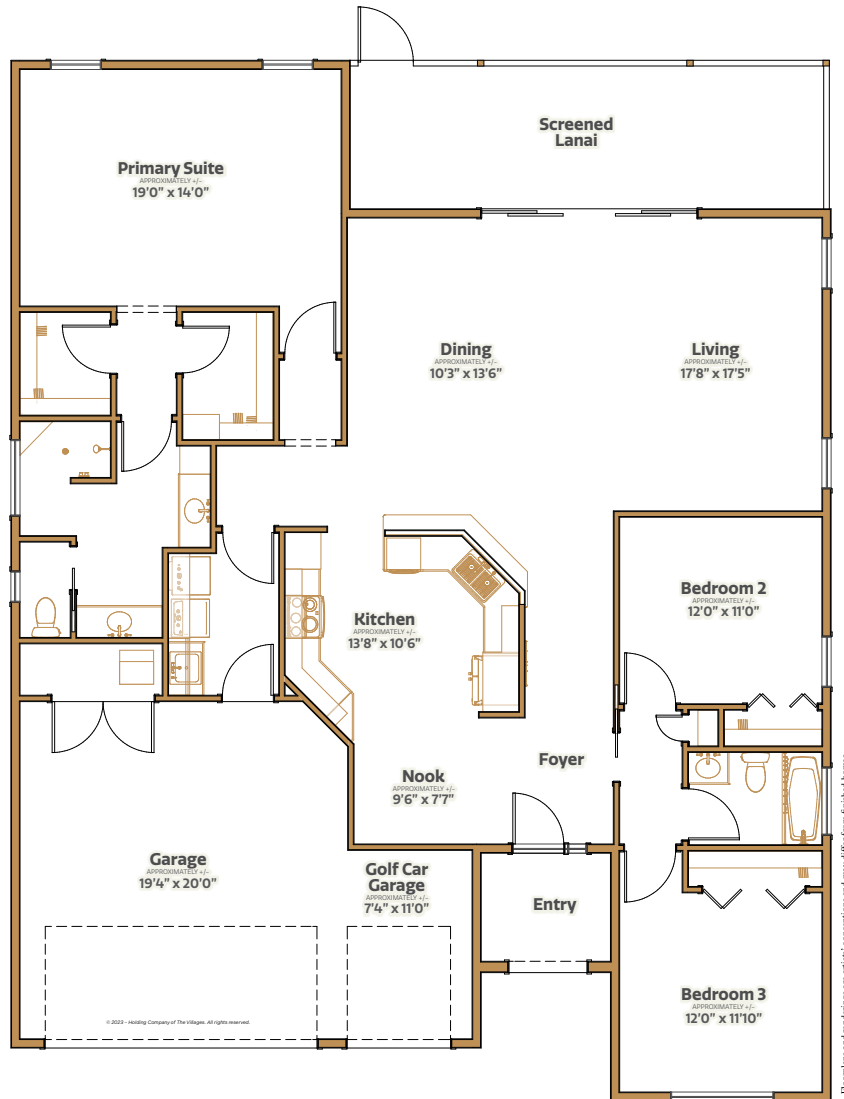 Screened
Lanai
Primary Suite
APPROXIMATELY +/-
19'0" x 14'0"
Dining
APPROXIMATELY +/-
10'3" x 13'6"
Living
APPROXIMATELY +/-
17'8" x 17'5"
Bedroom 2
APPROXIMATELY +/-
12'0" x 11'0"
Kitchen
APPROXIMATELY +/-
13'8" x 10'6"
Foyer
Nook
APPROXIMATELY +/-
9'6" x 7'7"
Garage
APPROXIMATELY +/-
19'4" x 20'0"
Golf Car
Garage
APPROXIMATELY +/-
7'4" x 11'0"
Entry
Bedroom 3
APPROXIMATELY +/-
12'0" x 11'10"
© 2023 – Holding Company of The Villages. All rights reserved.